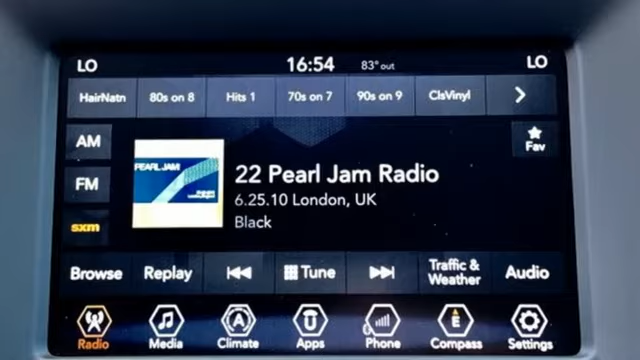 LO 16:54 83° out LO
HairNatn 80s on 8 Hits 1 70s on 7 90s on 9 ClsVinyl
AM
Fav
FM
sxm
PEARL JAM
22 Pearl Jam Radio
6.25.10 London, UK
Black
Browse Replay Tune Traffic & Weather Audio
Radio Media Climate Apps Phone Compass Settings
A U E